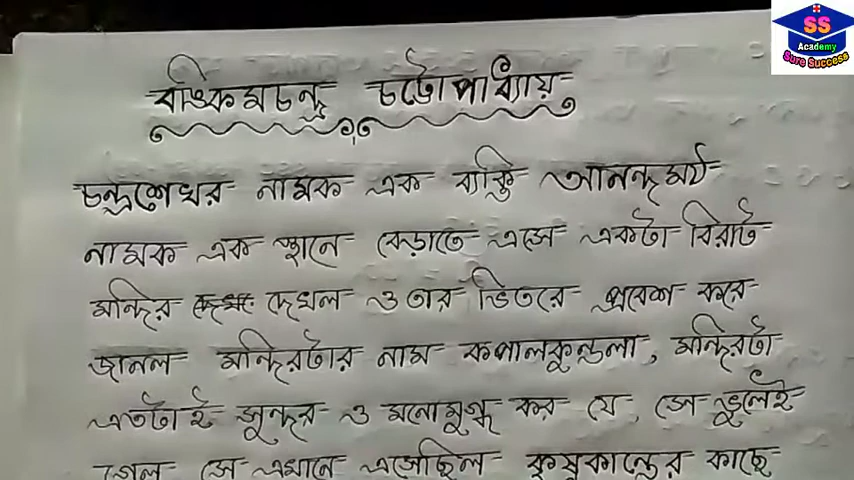 SS
Academy
Sure Success
বঙ্কিমচন্দ্র চট্টোপাধ্যায়
চন্দ্রশেখর নামক এক ব্যক্তি আনন্দমঠ
নামক এক স্থানে বেড়াতে এসে একটা বিরাট
মন্দির দেখল ও তার ভিতরে প্রবেশ করে
জানল মন্দিরটার নাম কপালকুন্ডলা, মন্দিরটা
এতটাই সুন্দর ও মনোমুগ্ধ কর যে, সে ভুলেই
গেল সে এখানে এসেছিল কৃষ্ণকান্তের কাছে